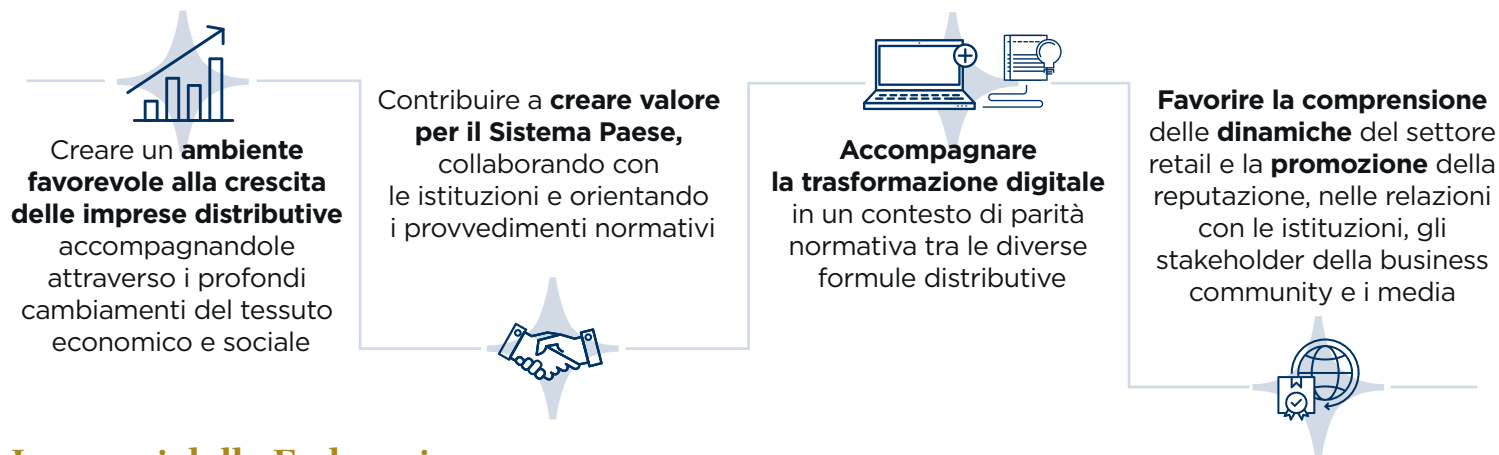 Creare un ambiente
favorevole alla crescita
delle imprese distributive
accompagnandole
attraverso i profondi
cambiamenti del tessuto
economico e sociale
Contribuire a creare valore
per il Sistema Paese,
collaborando con
le istituzioni e orientando
i provvedimenti normativi
Accompagnare
la trasformazione digitale
in un contesto di parità
normativa tra le diverse
formule distributive
Favorire la comprensione
delle dinamiche del settore
retail e la promozione della
reputazione, nelle relazioni
con le istituzioni, gli
stakeholder della business
community e i media